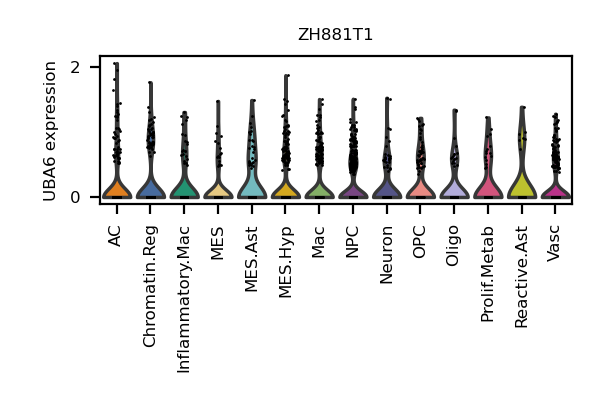 ZH881T1
UBA6 expression
2
0
AC
Chromatin.Reg
Inflammatory.Mac
MES
MES.Ast
MES.Hyp
Mac
NPC
Neuron
OPC
Oligo
Prolif.Metab
Reactive.Ast
Vasc